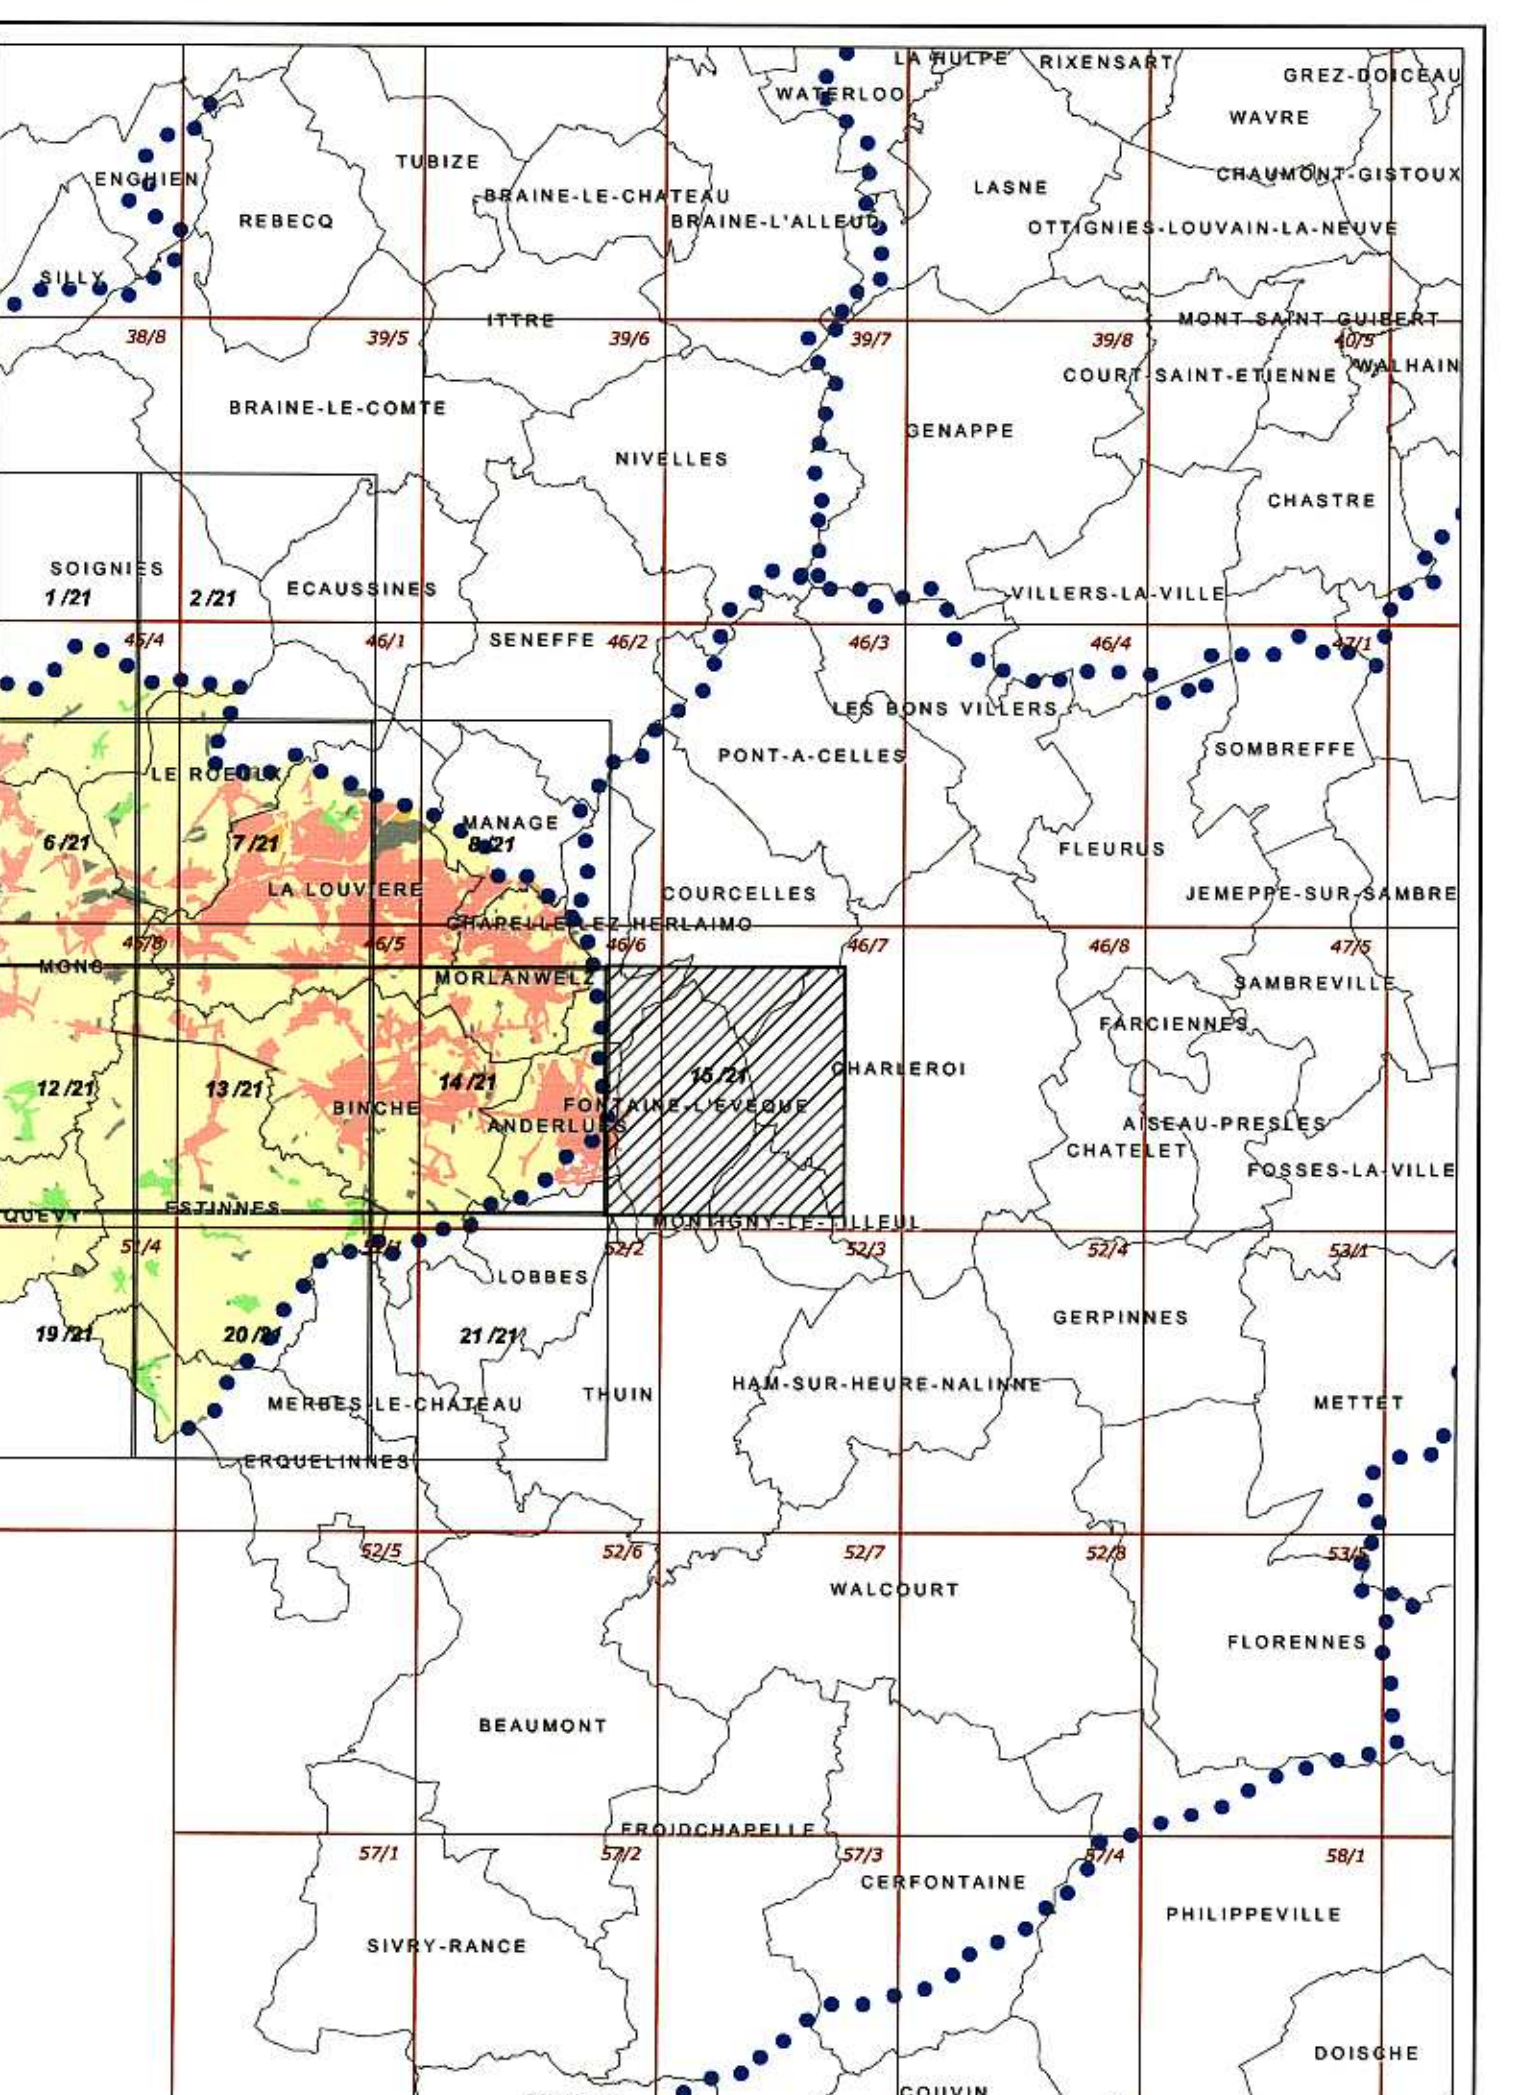 LA HULPE
RIXENSART
GREZ-DOICEAU
WATERLOO
WAVRE
TUBIZE
ENGHIEN
CHAUMONT-GISTOUX
BRAINE-LE-CHATEAU
LASNE
REBECQ
BRAINE-L'ALLEUD
OTTIGNIES-LOUVAIN-LA-NEUVE
SILLY
ITTRE
MONT-SAINT-GUIBERT
38/8
39/5
39/6
39/7
39/8
40/5
WALHAIN
COURT-SAINT-ETIENNE
BRAINE-LE-COMTE
GENAPPE
NIVELLES
CHASTRE
SOIGNIES
1/21
2/21
ECAUSSINES
VILLERS-LA-VILLE
45/4
46/1
SENEFFE
46/2
46/3
46/4
47/1
LES BONS VILLERS
PONT-A-CELLES
SOMBREFFE
LE ROEULX
MANAGE
6/21
7/21
8/21
FLEURUS
LA LOUVIERE
COURCELLES
JEMEPPE-SUR-SAMBRE
CHAPELLE-LEZ-HERLAIMO
45/8
46/5
46/6
46/7
46/8
47/5
MONS
MORLANWELZ
SAMBREVILLE
FARCIENNES
12/21
13/21
14/21
15/21
CHARLEROI
BINCHE
FONTAINE-L'EVEQUE
ANDERLUES
AISEAU-PRESLES
CHATELET
FOSSES-LA-VILLE
QUEVY
ESTINNES
MONTIGNY-LE-TILLEUL
51/4
52/1
52/2
52/3
52/4
53/1
LOBBES
GERPINNES
19/21
20/21
21/21
HAM-SUR-HEURE-NALINNE
THUIN
MERBES-LE-CHATEAU
METTET
ERQUELINNES
52/5
52/6
52/7
52/8
53/5
WALCOURT
FLORENNES
BEAUMONT
FROIDCHAPELLE
57/1
57/2
57/3
57/4
58/1
CERFONTAINE
PHILIPPEVILLE
SIVRY-RANCE
DOISCHE
COUVIN